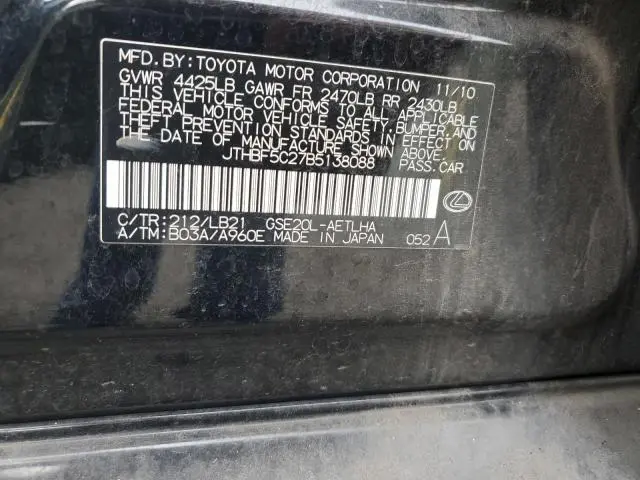 MFD.BY:TOYOTA MOTOR CORPORATION 11/10
GVWR 4425LB GAWR FR 2470LB RR 2430LB
THIS VEHICLE CONFORMS TO ALL APPLICABLE
FEDERAL MOTOR VEHICLE SAFETY,BUMPER,AND
THEFT PREVENTION STANDARDS IN EFFECT ON
THE DATE OF MANUFACTURE SHOWN ABOVE.
JTHBF5C27B5138088 PASS.CAR
C/TR:212/LB21 GSE20L-AETLHA
A/TM:B03A/A960E MADE IN JAPAN 052 A